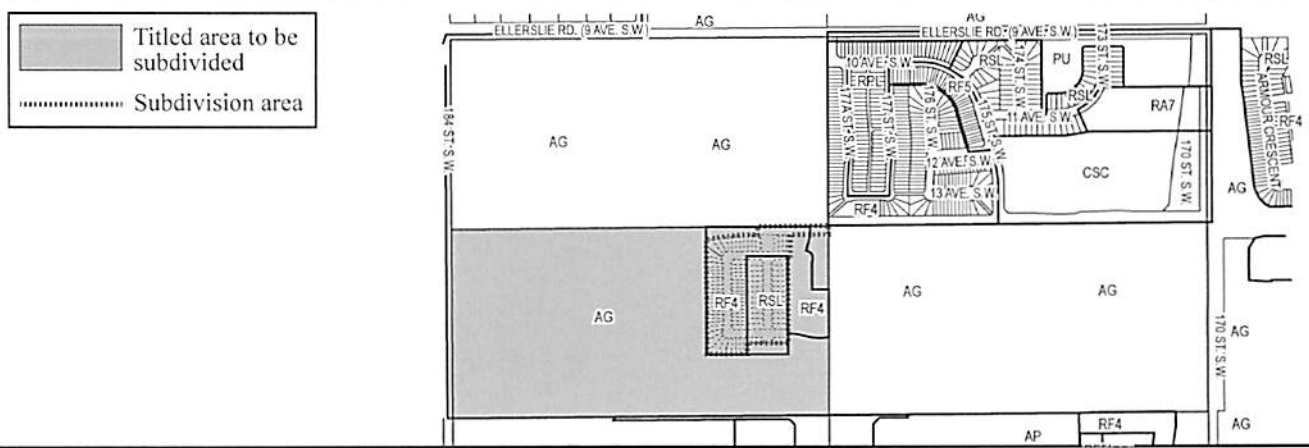 Titled area to be
subdivided
Subdivision area
AG
AG
ELLERSLIE RD. (9 AVE. S.W.)
ELLERSLIE RD. (9 AVE. S.W.)
184 ST. S.W.
AG
AG
10 AVE. S.W.
RPL
RF5
RSL
174 ST. S.W.
PU
173 ST. S.W.
RSL
RSL
177A ST. S.W.
177 ST. S.W.
176 ST. S.W.
175 ST. S.W.
11 AVE. S.W.
RA7
ARMOUR CRESCENT
RF4
12 AVE. S.W.
CSC
170 ST. S.W.
13 AVE. S.W.
AG
RF4
AG
RF4
RSL
RF4
AG
AG
170 ST. S.W.
AG
AP
RF4
AG